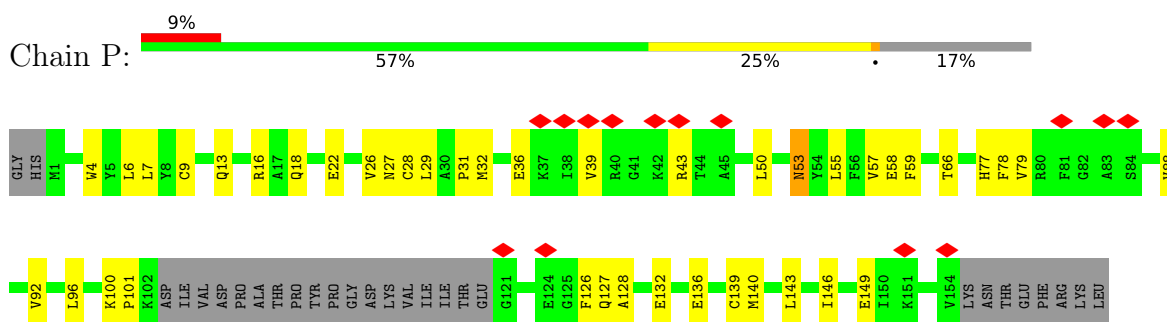 9%
Chain P:
57% 25% • 17%
GLY HIS M1 W4 Y5 L6 L7 Y8 C9 Q13 R16 A17 Q18 E22 V26 N27 C28 L29 A30 P31 M32 E36 K37 I38 V39 R40 G41 K42 R43 T44 A45 L50 N53 Y54 L55 F56 V57 E58 F59 T66 H77 F78 V79 R80 F81 G82 A83 S84
V92 L96 K100 P101 K102 ASP ILE VAL ASP PRO ALA THR PRO TYR PRO GLY ASP LYS VAL ILE ILE THR GLU G121 E124 G125 F126 Q127 A128 E132 E136 C139 M140 L143 I146 E149 I150 K151 V154 LYS ASN THR GLU PHE ARG LYS LEU